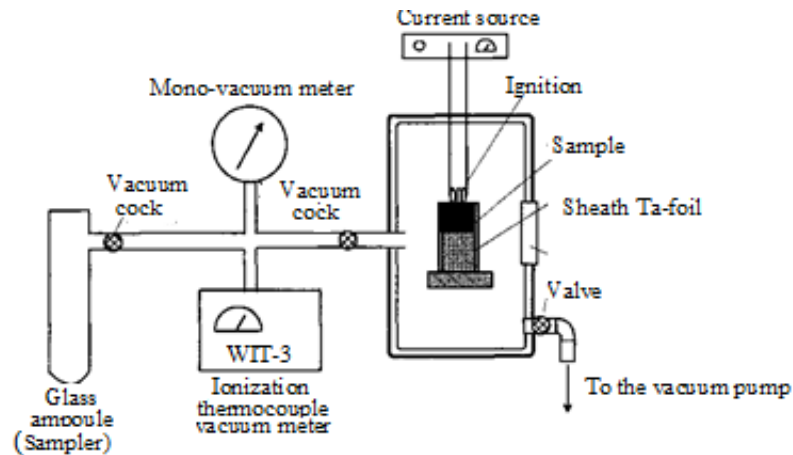 Current source
Mono-vacuum meter
Ignition
Sample
Vacuum
cock
Vacuum
cock
Sheath Ta-foil
Valve
WIT-3
Glass
ampoule
(Sampler)
Ionization
thermocouple
vacuum meter
To the vacuum pump